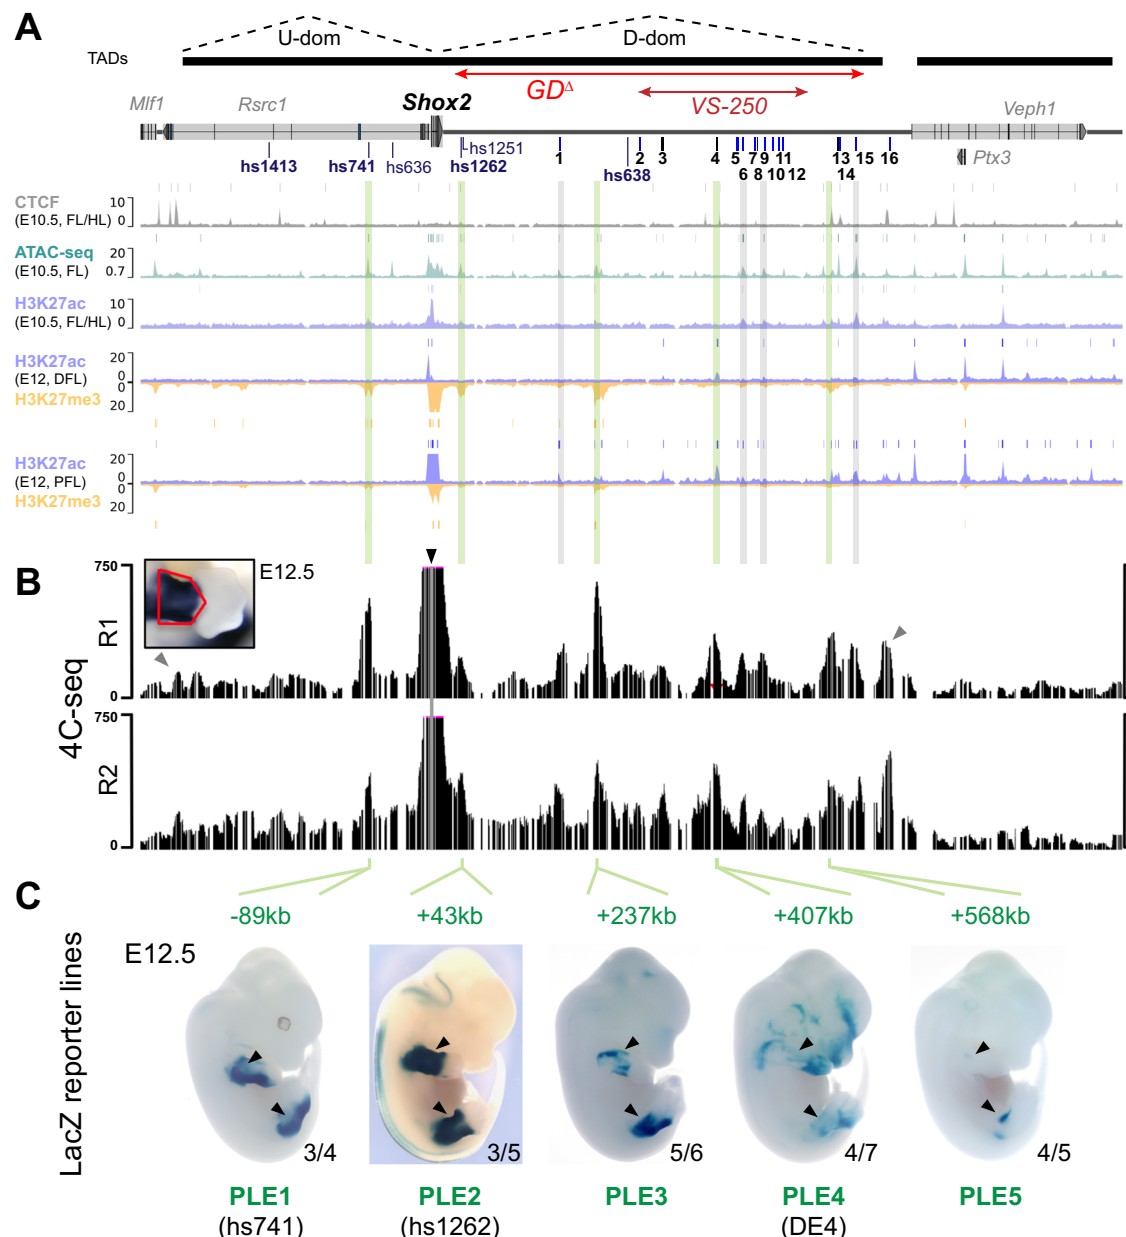 A
U-dom
D-dom
TADs
GDΔ
VS-250
Mlf1
Rsrc1
Shox2
Veph1
hs1413
hs741
hs636
hs1251
hs1262
hs638
1
2
3
4
5
7
9
11
13
15
16
6
8
10
12
14
Ptx3
CTCF
(E10.5, FL/HL)
10
0
ATAC-seq
(E10.5, FL)
20
0.7
H3K27ac
(E10.5, FL/HL)
10
0
H3K27ac
(E12, DFL)
H3K27me3
20
0
0
20
H3K27ac
(E12, PFL)
H3K27me3
20
0
0
20
B
E12.5
4C-seq
R1
750
0
R2
750
0
C
-89kb
+43kb
+237kb
+407kb
+568kb
LacZ reporter lines
E12.5
3/4
3/5
5/6
4/7
4/5
PLE1
PLE2
PLE3
PLE4
PLE5
(hs741)
(hs1262)
(DE4)